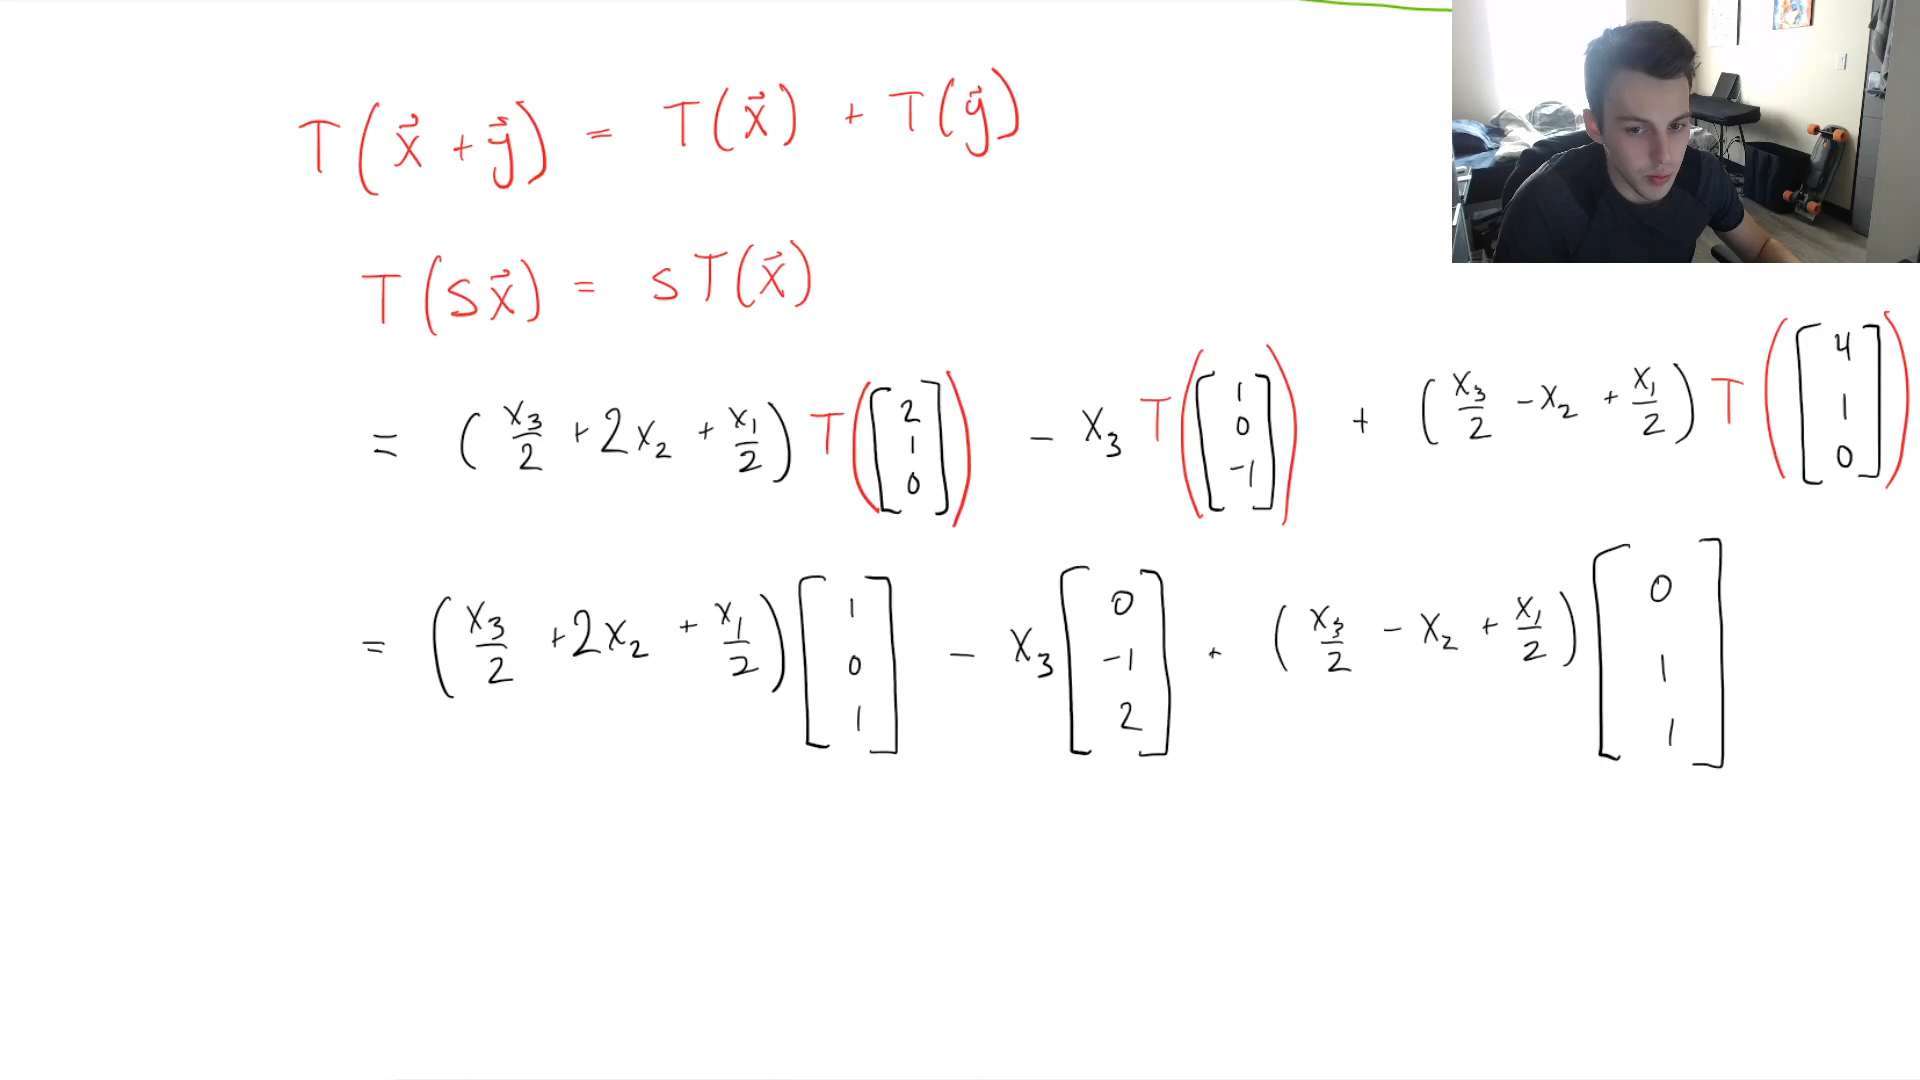 T(x⃗ + y⃗) = T(x⃗) + T(y⃗)
T(sx⃗) = sT(x⃗)
= (x₃/2 + 2x₂ + x₁/2) T([2 1 0]) - x₃ T([1 0 -1]) + (x₃/2 - x₂ + x₁/2) T([4 1 0])
= (x₃/2 + 2x₂ + x₁/2) [1 0 1] - x₃ [0 -1 2] + (x₃/2 - x₂ + x₁/2) [0 1 1]